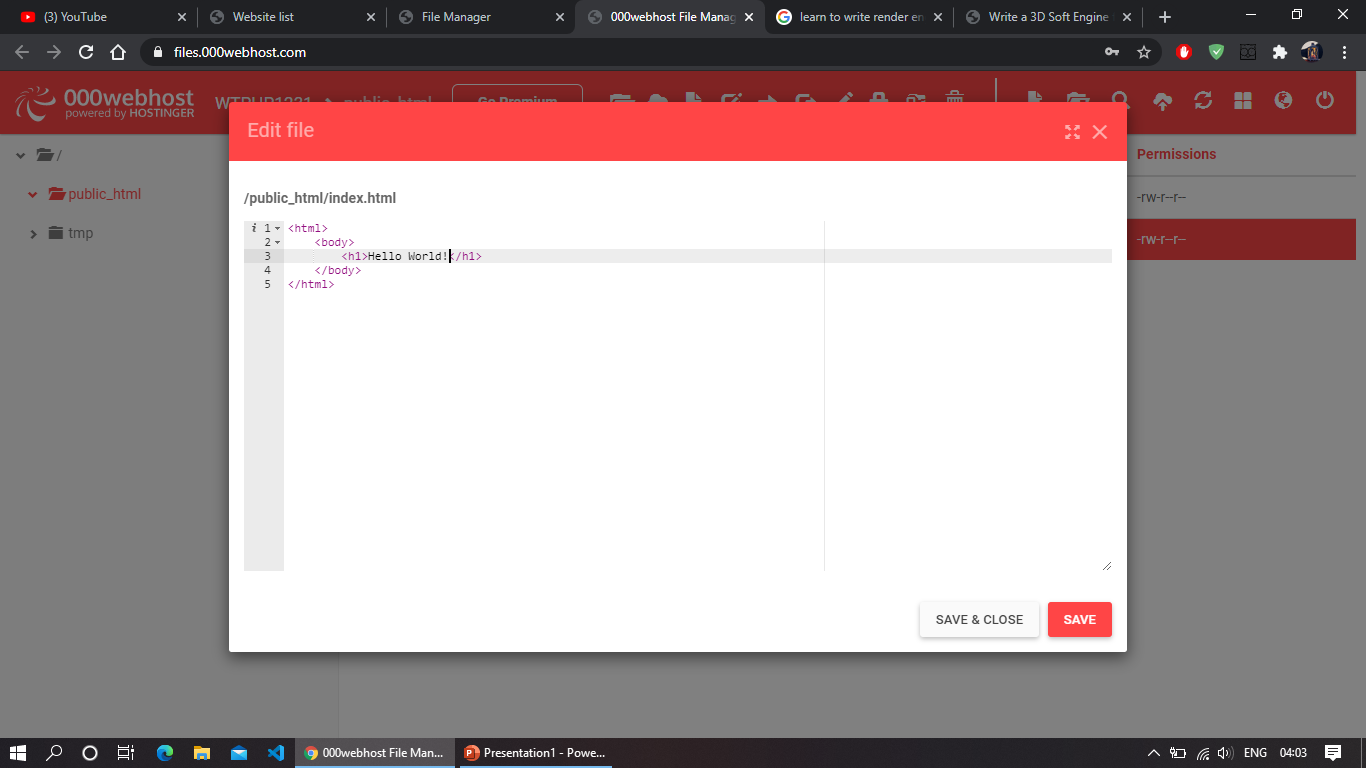 (3) YouTube
Website list
File Manager
000webhost File Manag
learn to write render en
Write a 3D Soft Engine
files.000webhost.com
000webhost
powered by HOSTINGER
Go Premium
Edit file
/
public_html
tmp
Permissions
-rw-r--r--
-rw-r--r--
/public_html/index.html
i 1 <html>
2 <body>
3 <h1>Hello World!</h1>
4 </body>
5 </html>
SAVE & CLOSE
SAVE
000webhost File Man...
Presentation1 - Powe...
ENG
04:03